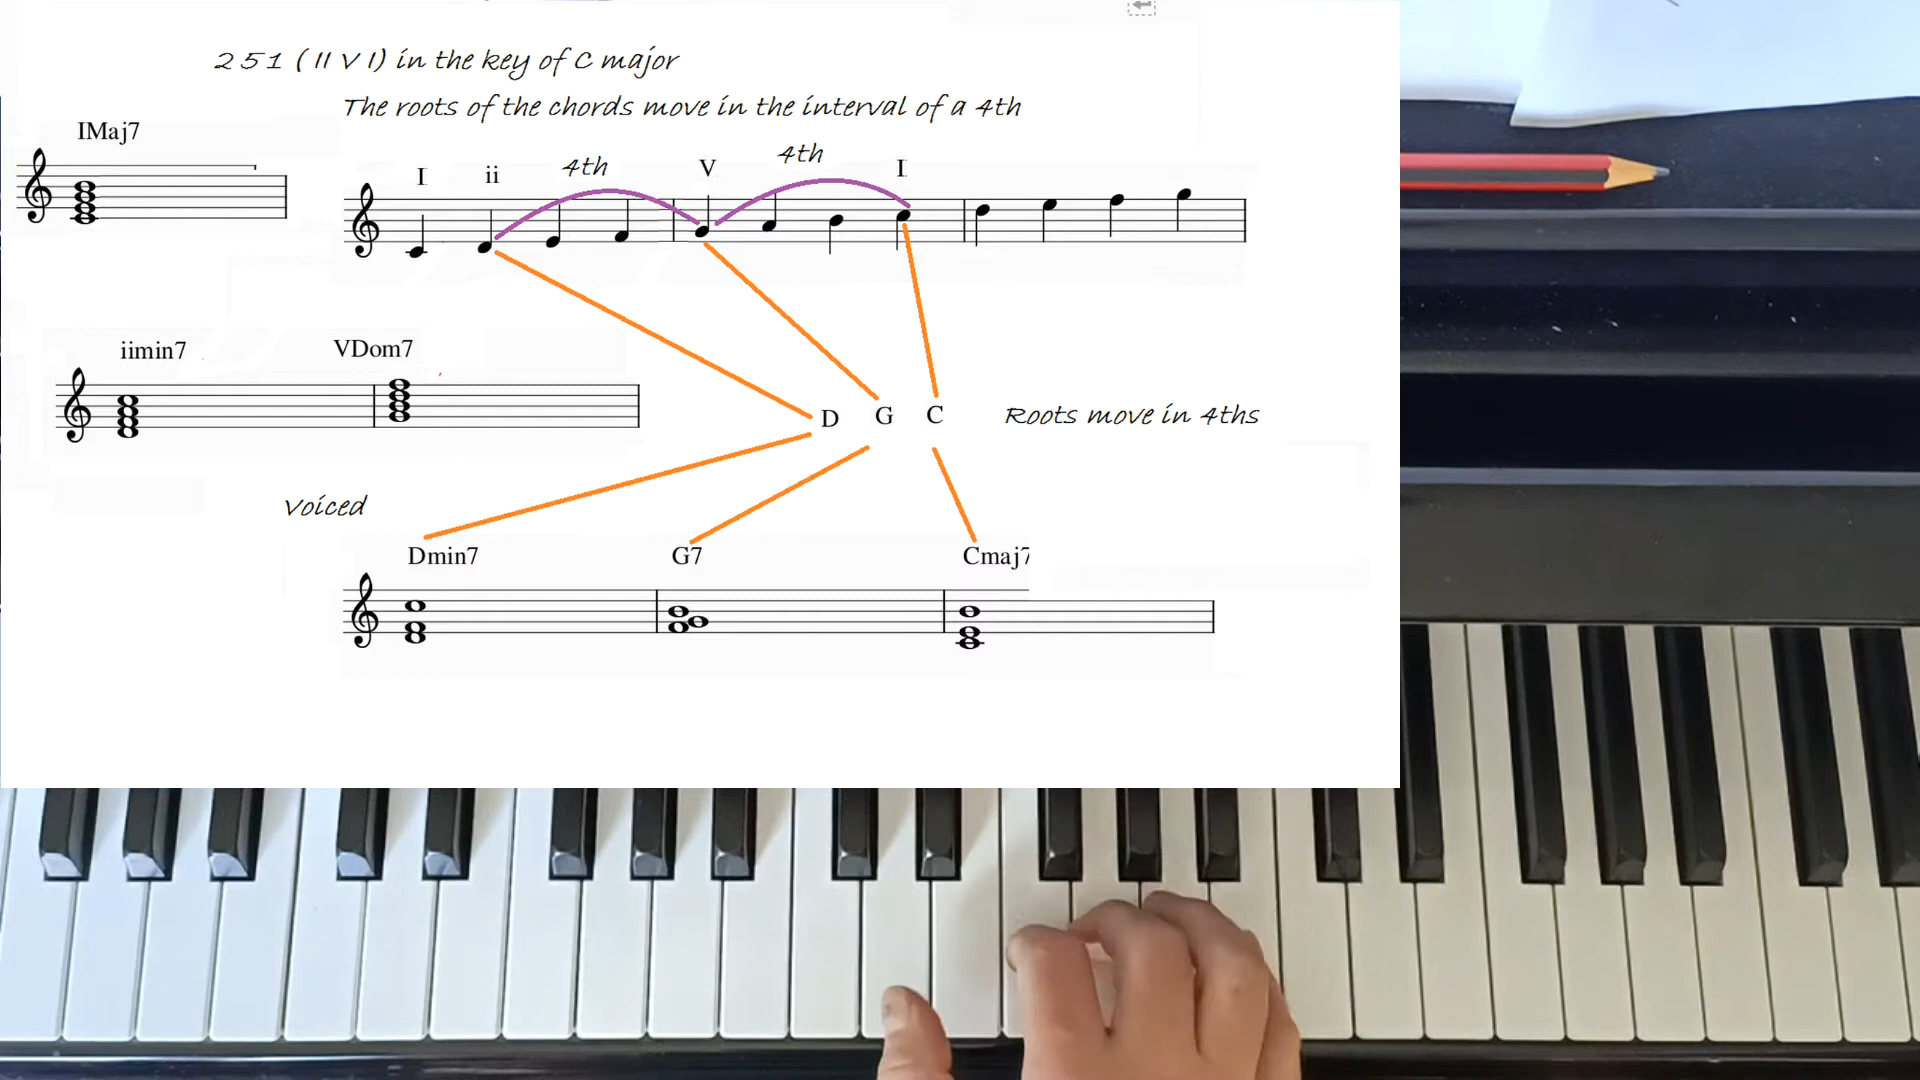 2 5 1 ( II V I) in the key of C major
The roots of the chords move in the interval of a 4th
IMaj7
I ii 4th V 4th I
iimin7 VDom7
D G C Roots move in 4ths
Voiced
Dmin7 G7 Cmaj7